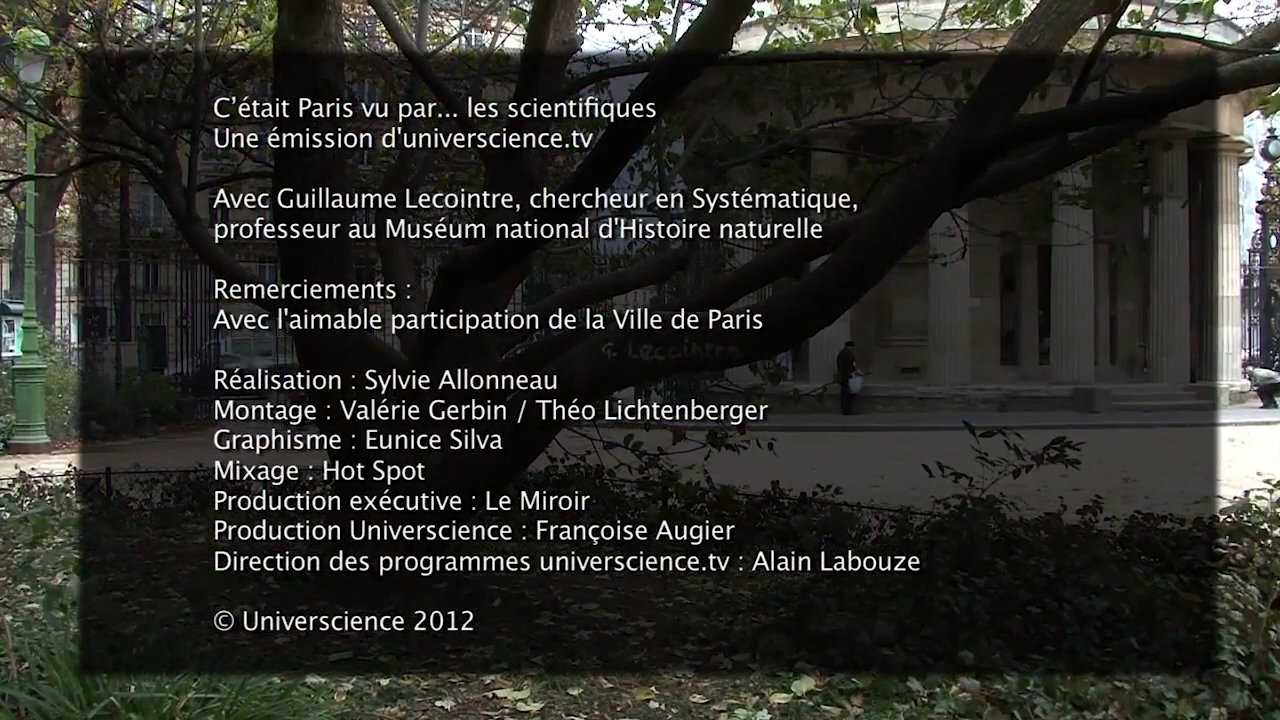 C'était Paris vu par... les scientifiques
Une émission d'universcience.tv
Avec Guillaume Lecointre, chercheur en Systématique,
professeur au Muséum national d'Histoire naturelle
Remerciements :
Avec l'aimable participation de la Ville de Paris
G Lecointre
Réalisation : Sylvie Allonneau
Montage : Valérie Gerbin / Théo Lichtenberger
Graphisme : Eunice Silva
Mixage : Hot Spot
Production exécutive : Le Miroir
Production Universcience : Françoise Augier
Direction des programmes universcience.tv : Alain Labouze
© Universcience 2012